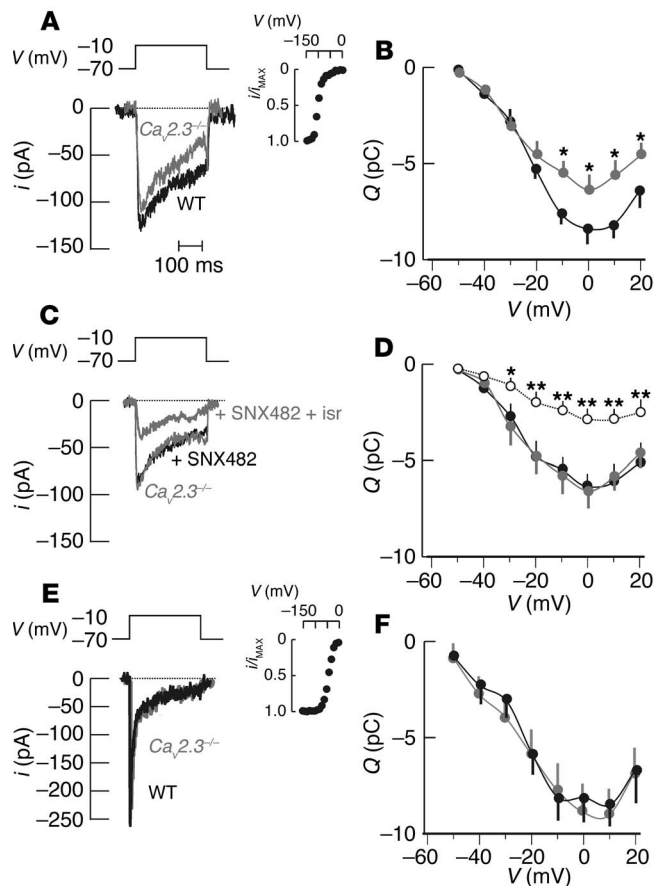 A
V (mV)
−10
−70
0
−50
−100
−150
i (pA)
Cav2.3−/−
WT
100 ms
V (mV)
−150 0
0
0.5
1.0
i/iMAX
B
0
−5
−10
Q (pC)
* * * *
−60 −40 −20 0 20
V (mV)
C
V (mV)
−10
−70
0
−50
−100
−150
i (pA)
+ SNX482 + isr
+ SNX482
Cav2.3−/−
D
0
−5
−10
Q (pC)
* ** ** ** ** **
−60 −40 −20 0 20
V (mV)
E
V (mV)
−10
−70
0
−50
−100
−150
−200
−250
i (pA)
Cav2.3−/−
WT
V (mV)
−150 0
0
0.5
1.0
i/iMAX
F
0
−5
−10
Q (pC)
−60 −40 −20 0 20
V (mV)